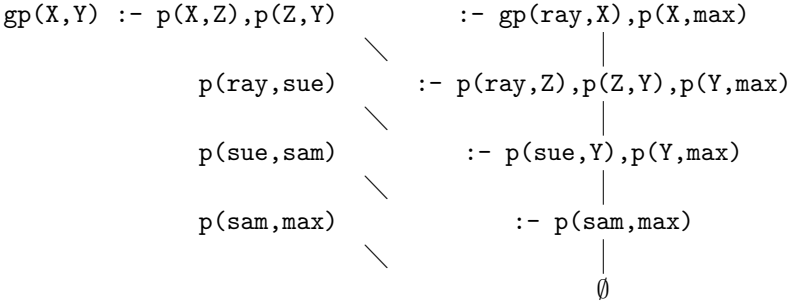 gp(X,Y) :- p(X,Z),p(Z,Y) :- gp(ray,X),p(X,max)
p(ray,sue) :- p(ray,Z),p(Z,Y),p(Y,max)
p(sue,sam) :- p(sue,Y),p(Y,max)
p(sam,max) :- p(sam,max)
∅